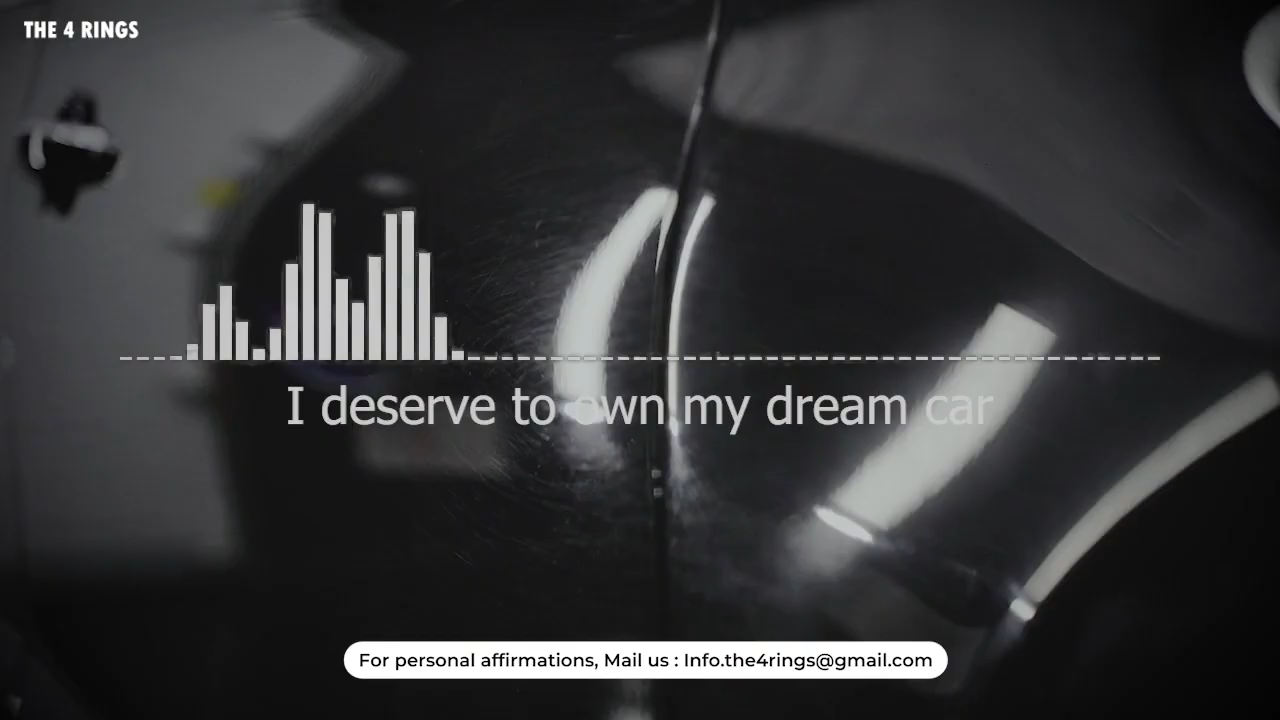 THE 4 RINGS
I deserve to own my dream car
For personal affirmations, Mail us : Info.the4rings@gmail.com